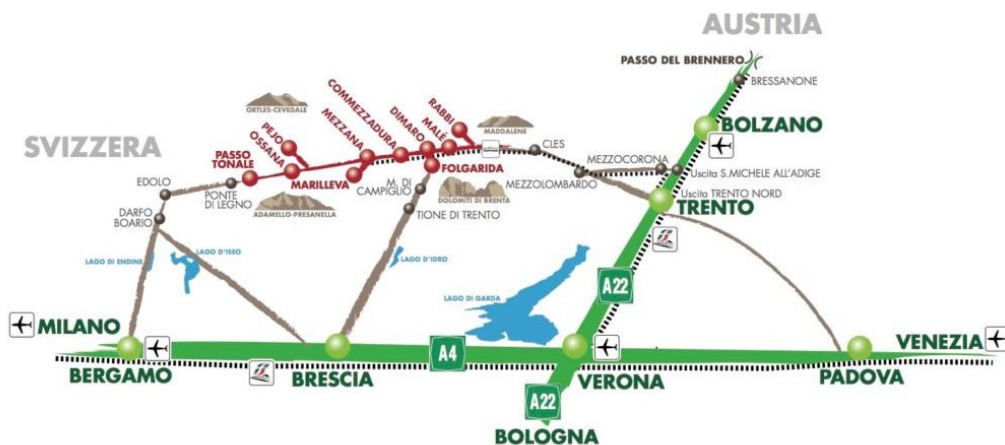 AUSTRIA
PASSO DEL BRENNERO
BRESSANONE
ORTLES-CEVEDALE
COMMEZZADURA
RABBI
MALÉ
DIMARO
MEZZANA
MADDALENE
BOLZANO
SVIZZERA
PEJO
OSSANA
CLES
PASSO
TONALE
MARILLEVA
FOLGARIDA
MEZZOCORONA
Uscita S.MICHELE ALL'ADIGE
EDOLO
PONTE
DI LEGNO
M. DI
CAMPIGLIO
MEZZOLOMBARDO
Uscita TRENTO NORD
ADAMELLO-PRESANELLA
DOLOMITI DI BRENTA
TRENTO
DARFO
BOARIO
TIONE DI TRENTO
LAGO DI ENDINE
LAGO D'ISEO
LAGO D'IDRO
A22
LAGO DI GARDA
MILANO
A4
VENEZIA
BERGAMO
BRESCIA
VERONA
PADOVA
A22
BOLOGNA